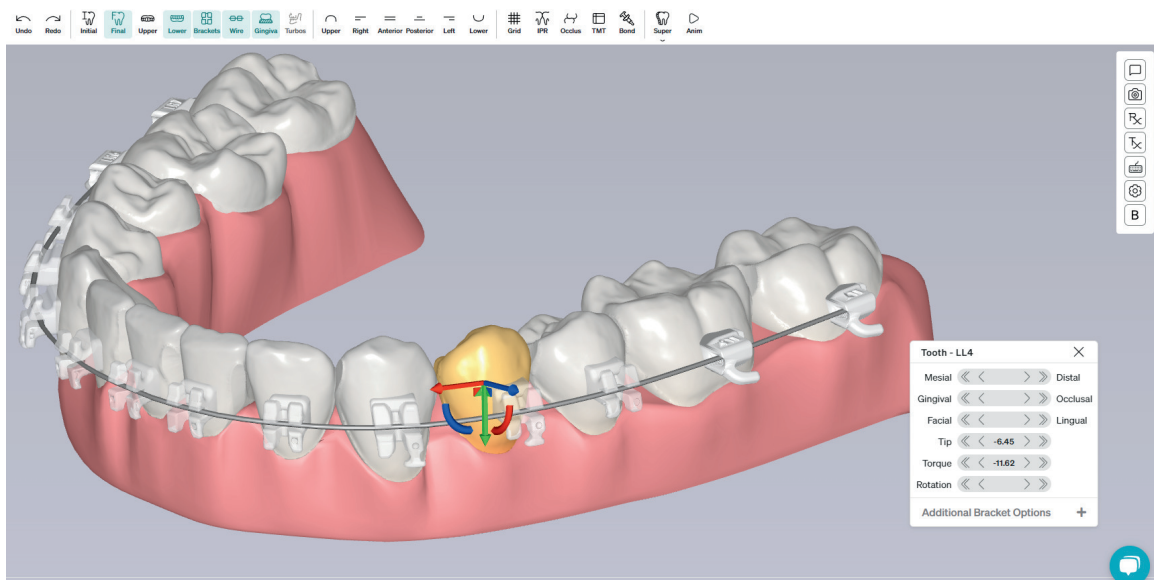 Undo Redo Initial Final Upper Lower Brackets Wire Gingiva Turbos Upper Right Anterior Posterior Left Lower Grid IPR Occlus TMT Bond Super Anim
Rx
Tx
B
Tooth - LL4
Mesial Distal
Gingival Occlusal
Facial Lingual
Tip -6.45
Torque -11.62
Rotation
Additional Bracket Options +